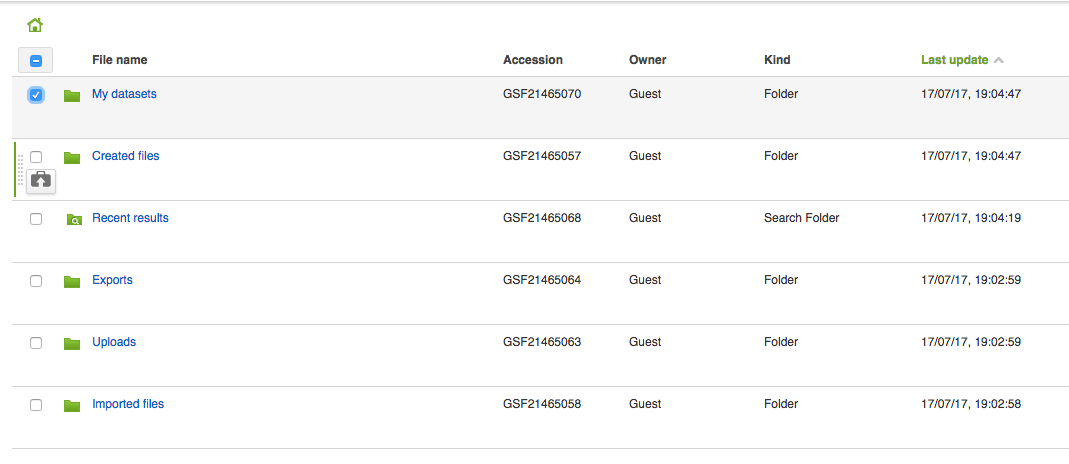 File name Accession Owner Kind Last update
My datasets GSF21465070 Guest Folder 17/07/17, 19:04:47
Created files GSF21465057 Guest Folder 17/07/17, 19:04:47
Recent results GSF21465068 Guest Search Folder 17/07/17, 19:04:19
Exports GSF21465064 Guest Folder 17/07/17, 19:02:59
Uploads GSF21465063 Guest Folder 17/07/17, 19:02:59
Imported files GSF21465058 Guest Folder 17/07/17, 19:02:58